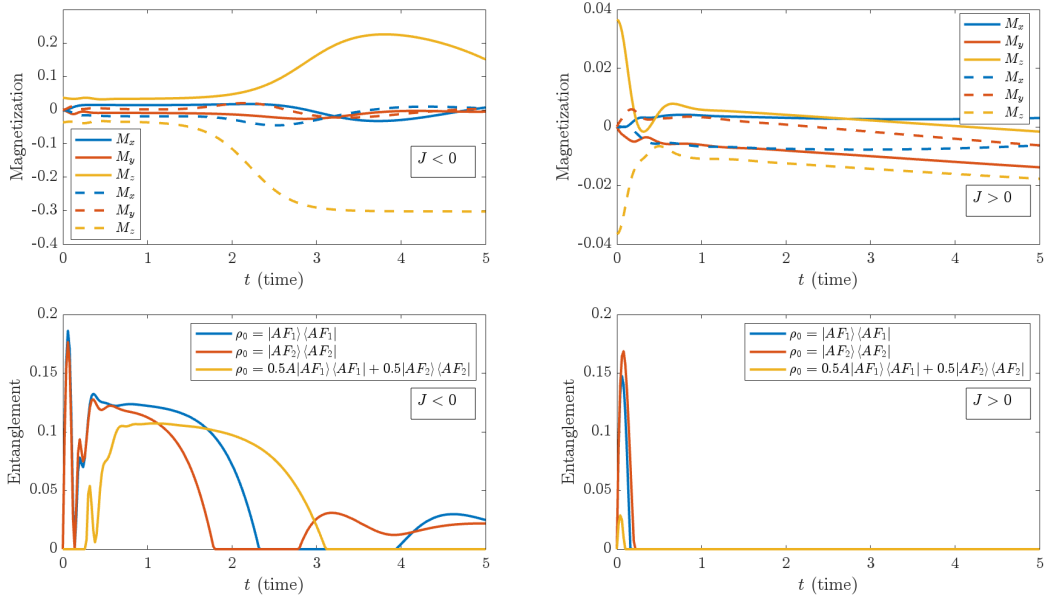 0.2
0.1
0
-0.1
-0.2
-0.3
-0.4
Magnetization
M_x
M_y
M_z
M_x
M_y
M_z
J < 0
0 1 2 3 4 5
t (time)
0.04
0.02
0
-0.02
-0.04
Magnetization
M_x
M_y
M_z
M_x
M_y
M_z
J > 0
0 1 2 3 4 5
t (time)
0.2
0.15
0.1
0.05
0
Entanglement
ρ_0 = |AF_1⟩⟨AF_1|
ρ_0 = |AF_2⟩⟨AF_2|
ρ_0 = 0.5A|AF_1⟩⟨AF_1| + 0.5|AF_2⟩⟨AF_2|
J < 0
0 1 2 3 4 5
t (time)
0.2
0.15
0.1
0.05
0
Entanglement
ρ_0 = |AF_1⟩⟨AF_1|
ρ_0 = |AF_2⟩⟨AF_2|
ρ_0 = 0.5A|AF_1⟩⟨AF_1| + 0.5|AF_2⟩⟨AF_2|
J > 0
0 1 2 3 4 5
t (time)